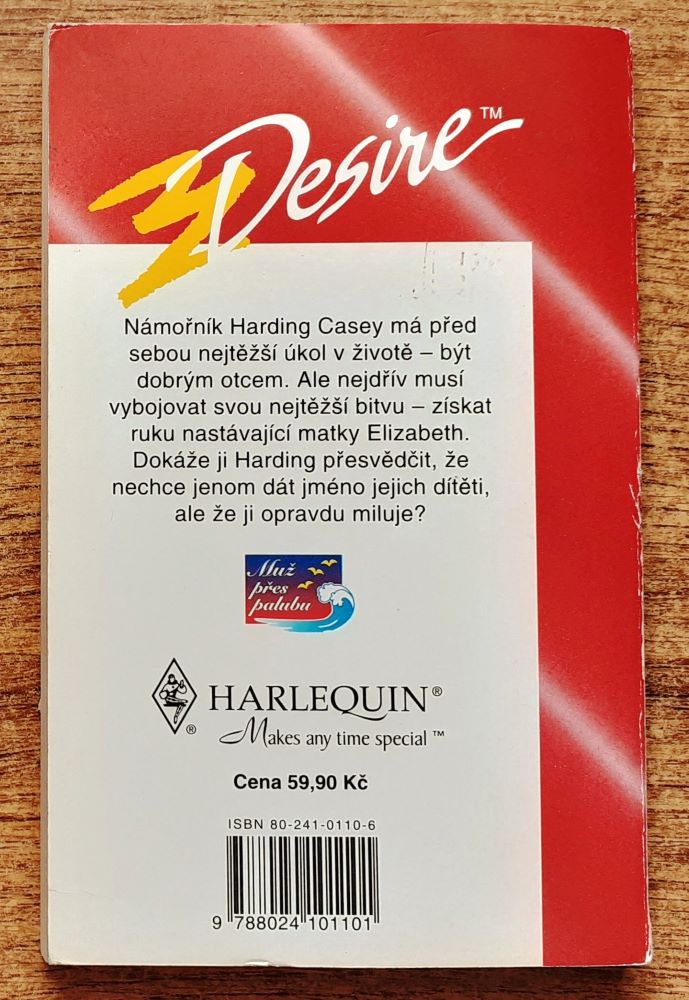 Desire™
Námořník Harding Casey má před
sebou nejtěžší úkol v životě – být
dobrým otcem. Ale nejdřív musí
vybojovat svou nejtěžší bitvu – získat
ruku nastávající matky Elizabeth.
Dokáže ji Harding přesvědčit, že
nechce jenom dát jméno jejich dítěti,
ale že ji opravdu miluje?
Muž
přes
palubu
HARLEQUIN®
®
Makes any time special™
Cena 59,90 Kč
ISBN 80-241-0110-6
9 788024 101101